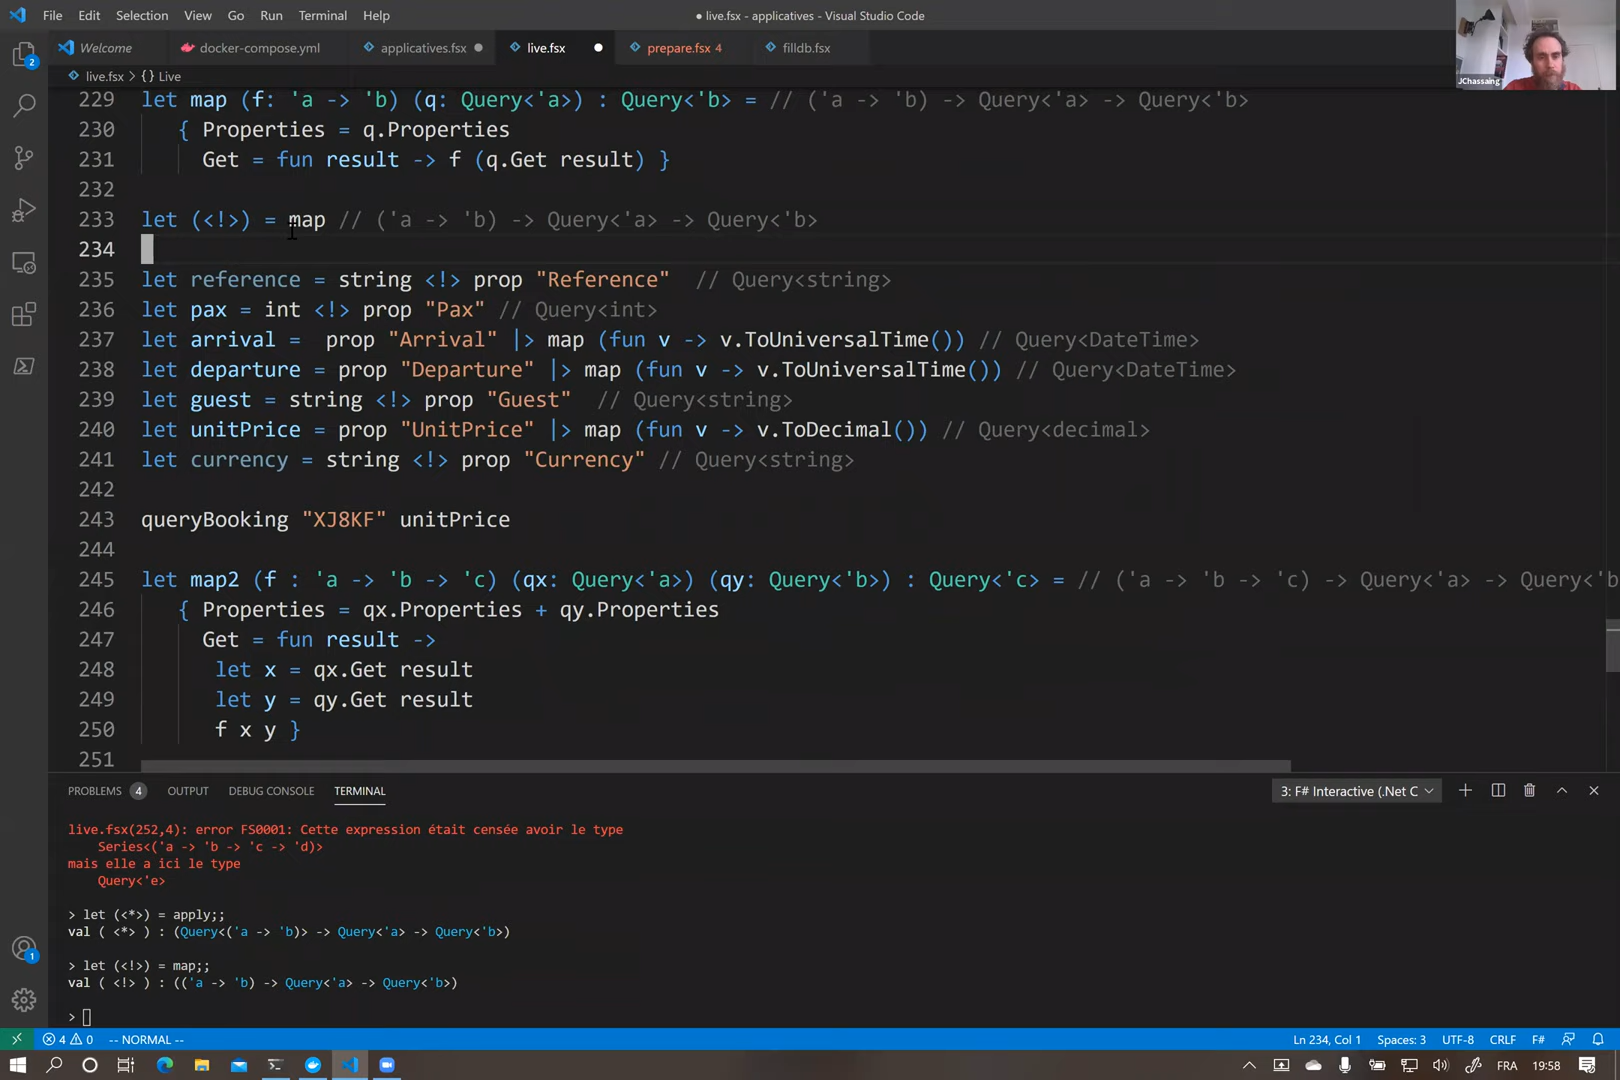 File Edit Selection View Go Run Terminal Help
● live.fsx - applicatives - Visual Studio Code
Welcome docker-compose.yml applicatives.fsx live.fsx prepare.fsx 4 filldb.fsx
JChassaing
live.fsx > {} Live
229 let map (f: 'a -> 'b) (q: Query<'a>) : Query<'b> = // ('a -> 'b) -> Query<'a> -> Query<'b>
230 { Properties = q.Properties
231 Get = fun result -> f (q.Get result) }
232
233 let (<!>) = map // ('a -> 'b) -> Query<'a> -> Query<'b>
234
235 let reference = string <!> prop "Reference" // Query<string>
236 let pax = int <!> prop "Pax" // Query<int>
237 let arrival = prop "Arrival" |> map (fun v -> v.ToUniversalTime()) // Query<DateTime>
238 let departure = prop "Departure" |> map (fun v -> v.ToUniversalTime()) // Query<DateTime>
239 let guest = string <!> prop "Guest" // Query<string>
240 let unitPrice = prop "UnitPrice" |> map (fun v -> v.ToDecimal()) // Query<decimal>
241 let currency = string <!> prop "Currency" // Query<string>
242
243 queryBooking "XJ8KF" unitPrice
244
245 let map2 (f : 'a -> 'b -> 'c) (qx: Query<'a>) (qy: Query<'b>) : Query<'c> = // ('a -> 'b -> 'c) -> Query<'a> -> Query<'b
246 { Properties = qx.Properties + qy.Properties
247 Get = fun result ->
248 let x = qx.Get result
249 let y = qy.Get result
250 f x y }
251
PROBLEMS 4 OUTPUT DEBUG CONSOLE TERMINAL 3: F# Interactive (.Net C
live.fsx(252,4): error FS0001: Cette expression était censée avoir le type
Series<('a -> 'b -> 'c -> 'd)>
mais elle a ici le type
Query<'e>
> let (<*>) = apply;;
val ( <*> ) : (Query<('a -> 'b)> -> Query<'a> -> Query<'b>)
> let (<!>) = map;;
val ( <!> ) : (('a -> 'b) -> Query<'a> -> Query<'b>)
>
4 0 -- NORMAL -- Ln 234, Col 1 Spaces: 3 UTF-8 CRLF F#
FRA 19:58
2
1